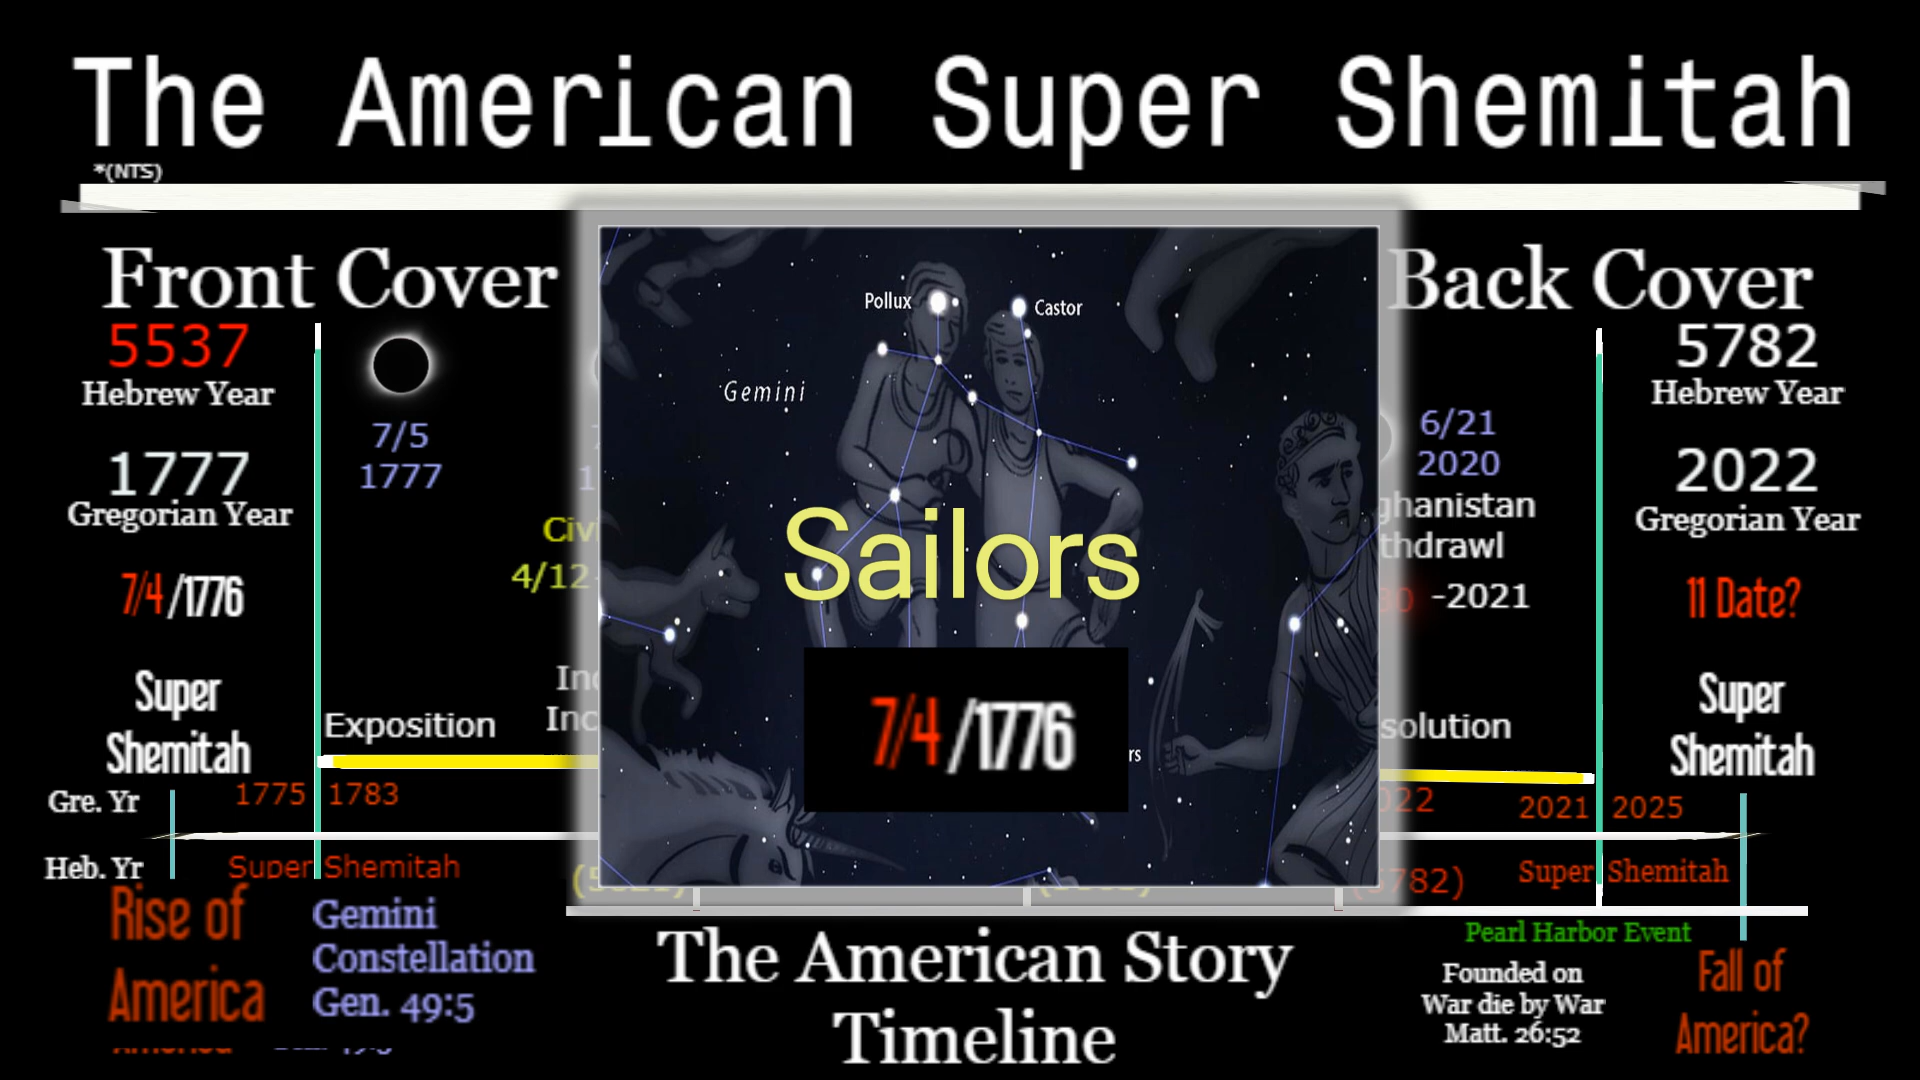 The American Super Shemitah
*(NTS)
Front Cover
5537
Hebrew Year
1777
Gregorian Year
7/4/1776
Super
Shemitah
7/5
1777
4/12
Exposition
Pollux
Castor
Gemini
Sailors
7/4/1776
Back Cover
5782
Hebrew Year
2022
Gregorian Year
11 Date?
Super
Shemitah
6/21
2020
-2021
Gre. Yr
1775
1783
2021
2025
Heb. Yr
Super Shemitah
Super Shemitah
Rise of
America
Gemini
Constellation
Gen. 49:5
The American Story
Timeline
Pearl Harbor Event
Founded on
War die by War
Matt. 26:52
Fall of
America?